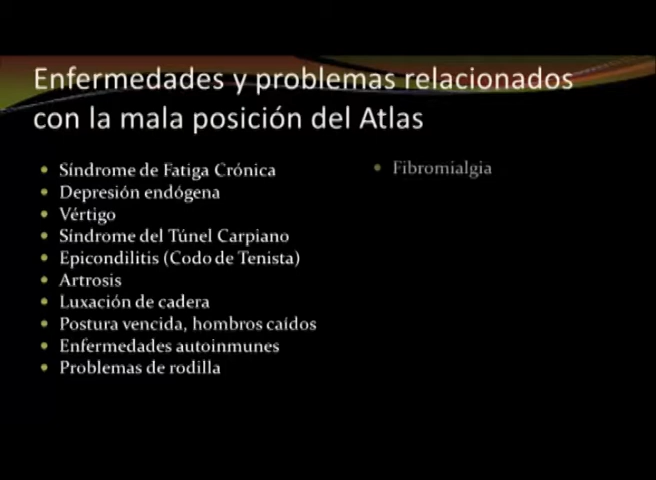 Enfermedades y problemas relacionados
con la mala posición del Atlas
Síndrome de Fatiga Crónica
Depresión endógena
Vértigo
Síndrome del Túnel Carpiano
Epicondilitis (Codo de Tenista)
Artrosis
Luxación de cadera
Postura vencida, hombros caídos
Enfermedades autoinmunes
Problemas de rodilla
Fibromialgia